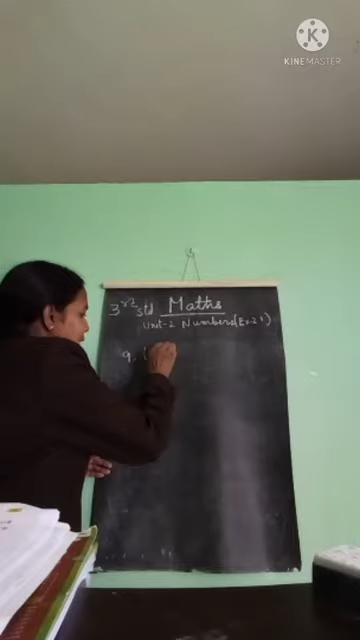 K
KINEMASTER
3rd std Maths
Unit-2 Numbers(Ex-2.1)
9. (